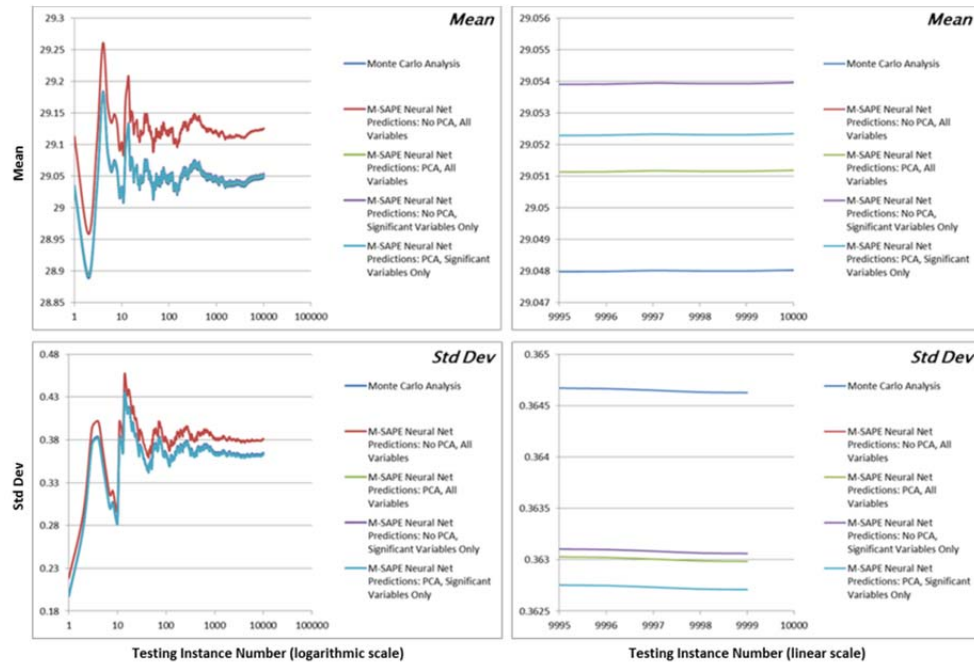 Mean
29.3
29.25
29.2
29.15
29.1
29.05
29
28.95
28.9
28.85
1 10 100 1000 10000 100000
Mean
Monte Carlo Analysis
M-SAPE Neural Net
Predictions: No PCA, All
Variables
M-SAPE Neural Net
Predictions: PCA, All
Variables
M-SAPE Neural Net
Predictions: No PCA,
Significant Variables Only
M-SAPE Neural Net
Predictions: PCA, Significant
Variables Only
Mean
29.056
29.055
29.054
29.053
29.052
29.051
29.05
29.049
29.048
29.047
9995 9996 9997 9998 9999 10000
Monte Carlo Analysis
M-SAPE Neural Net
Predictions: No PCA, All
Variables
M-SAPE Neural Net
Predictions: PCA, All
Variables
M-SAPE Neural Net
Predictions: No PCA,
Significant Variables Only
M-SAPE Neural Net
Predictions: PCA, Significant
Variables Only
Std Dev
0.48
0.43
0.38
0.33
0.28
0.23
0.18
1 10 100 1000 10000 100000
Std Dev
Monte Carlo Analysis
M-SAPE Neural Net
Predictions: No PCA, All
Variables
M-SAPE Neural Net
Predictions: PCA, All
Variables
M-SAPE Neural Net
Predictions: No PCA,
Significant Variables Only
M-SAPE Neural Net
Predictions: PCA, Significant
Variables Only
Testing Instance Number (logarithmic scale)
Std Dev
0.365
0.3645
0.364
0.3635
0.363
0.3625
9995 9996 9997 9998 9999 10000
Monte Carlo Analysis
M-SAPE Neural Net
Predictions: No PCA, All
Variables
M-SAPE Neural Net
Predictions: PCA, All
Variables
M-SAPE Neural Net
Predictions: No PCA,
Significant Variables Only
M-SAPE Neural Net
Predictions: PCA, Significant
Variables Only
Testing Instance Number (linear scale)